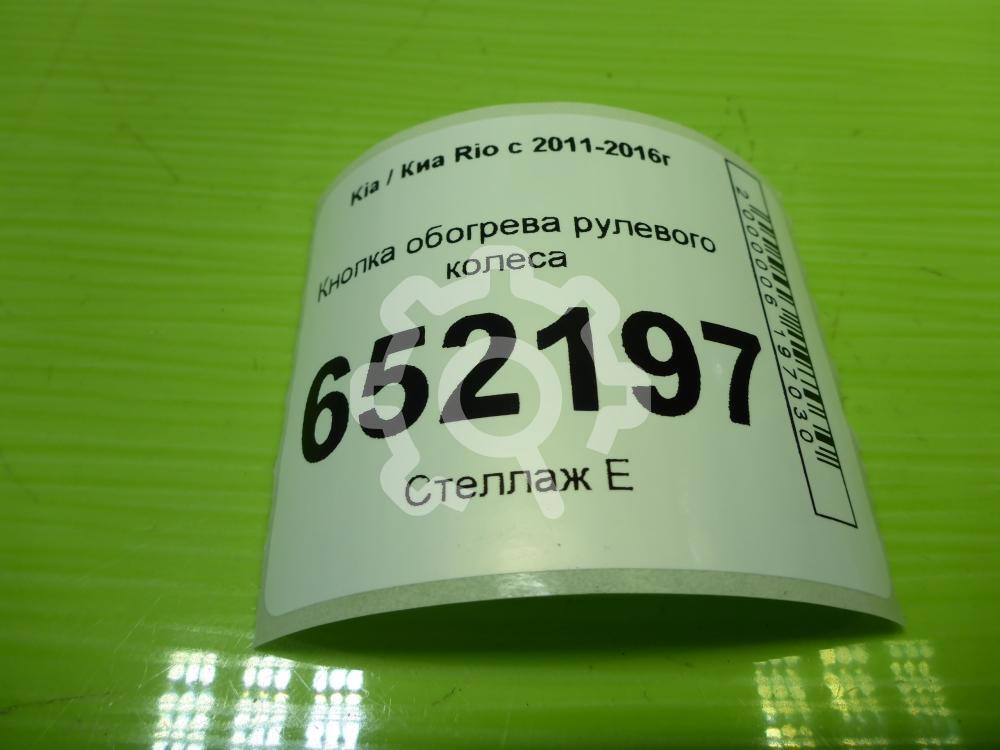 Kia / Киа Rio с 2011-2016г
Кнопка обогрева рулевого
колеса
652197
Стеллаж Е
2000006197030